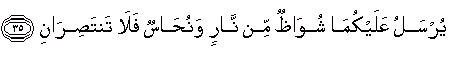 يُرْسَلُ عَلَيْكُمَا شُوَاظٌ مِّن نَّارٍ وَنُحَاسٌ فَلَا تَنتَصِرَانِ ﴿٣٥﴾